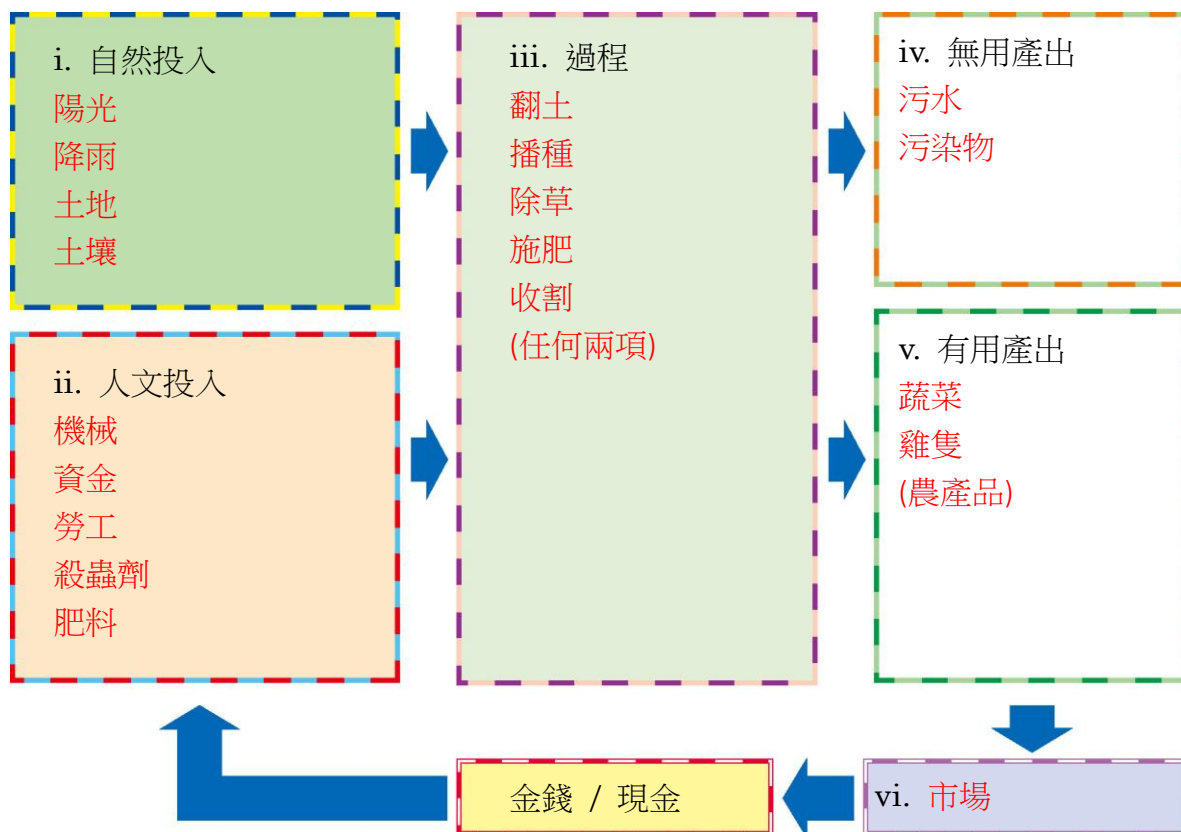 i. 自然投入
陽光
降雨
土地
土壤
ii. 人文投入
機械
資金
勞工
殺蟲劑
肥料
iii. 過程
翻土
播種
除草
施肥
收割
(任何兩項)
iv. 無用產出
污水
污染物
v. 有用產出
蔬菜
雞隻
(農產品)
vi. 市場
金錢 / 現金